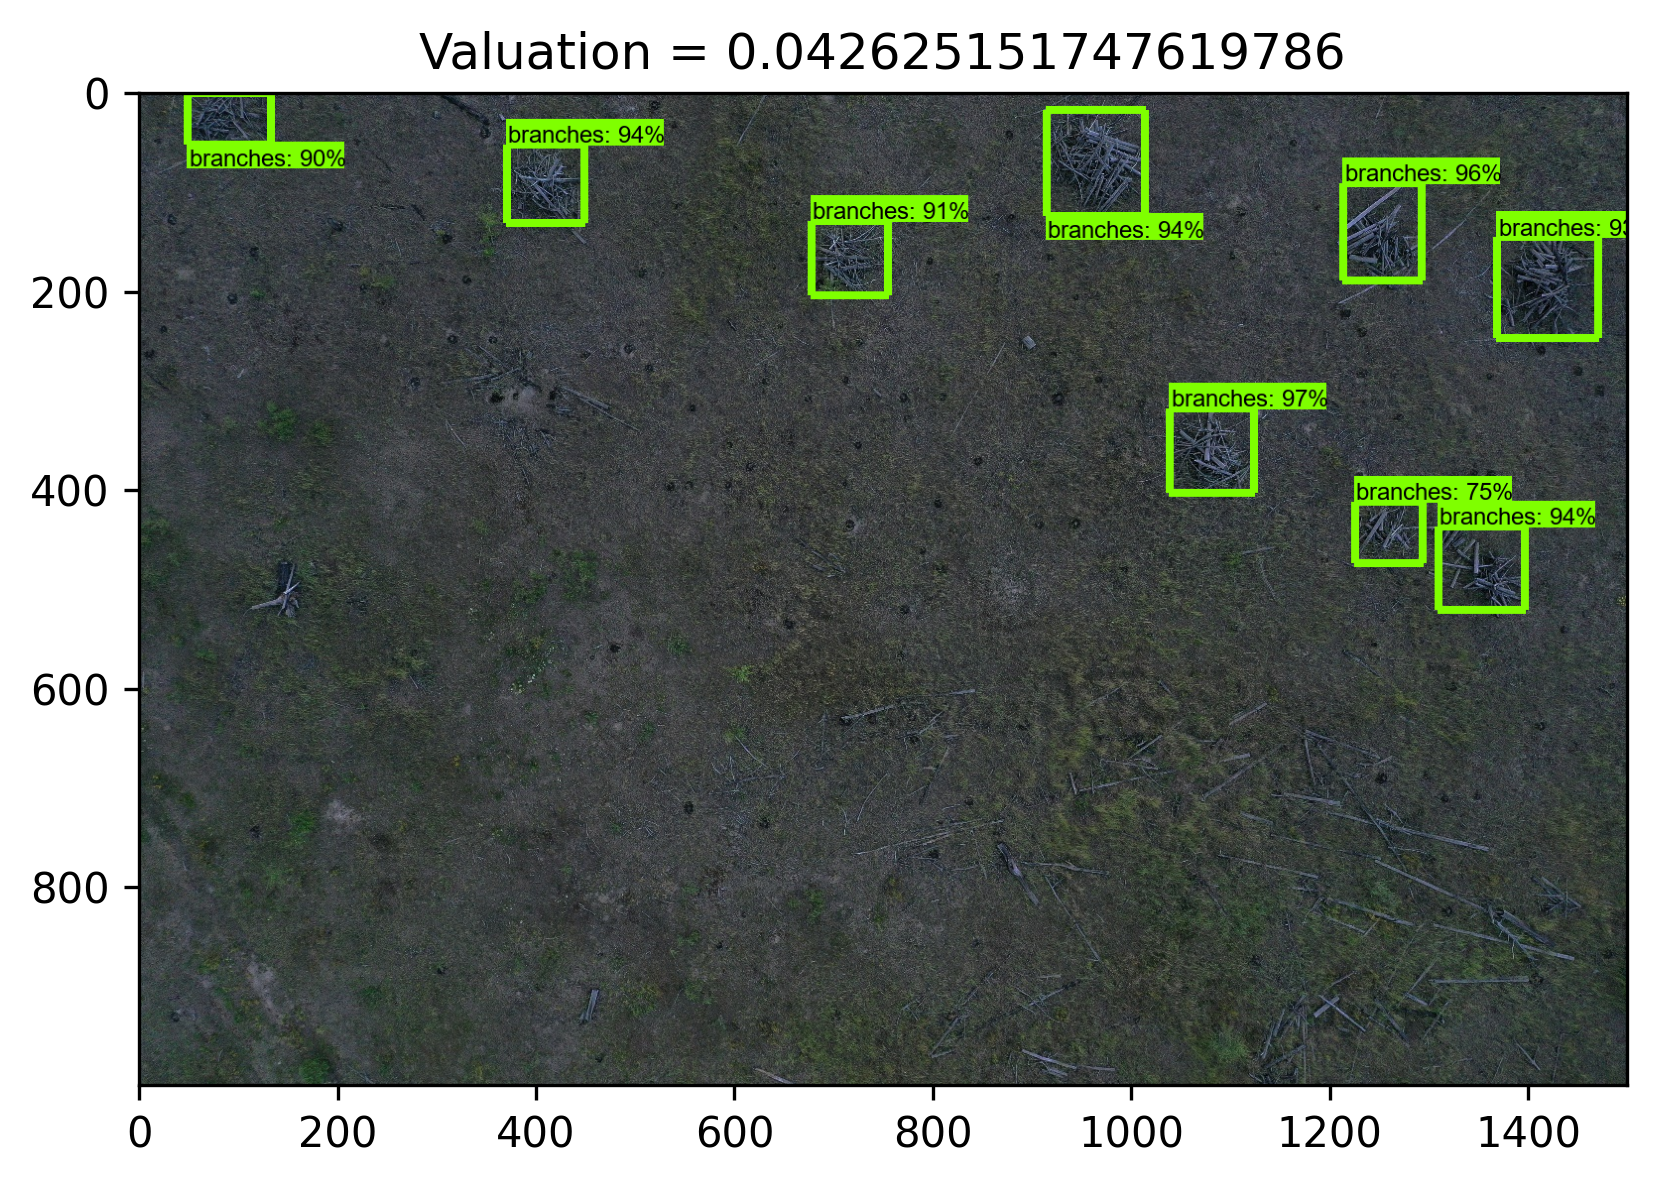 Valuation = 0.042625151747619786
0
branches: 94%
branches: 90%
branches: 96%
branches: 91%
branches: 94%
branches: 93
200
branches: 97%
400
branches: 75%
branches: 94%
600
800
0 200 400 600 800 1000 1200 1400